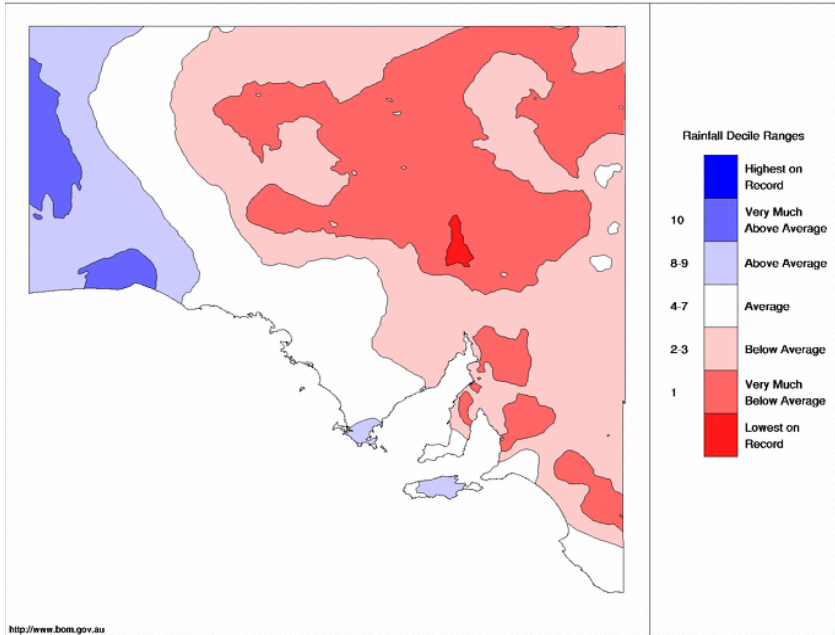 Rainfall Decile Ranges
Highest on
Record
10
Very Much
Above Average
8-9
Above Average
4-7
Average
2-3
Below Average
1
Very Much
Below Average
Lowest on
Record
http://www.bom.gov.au